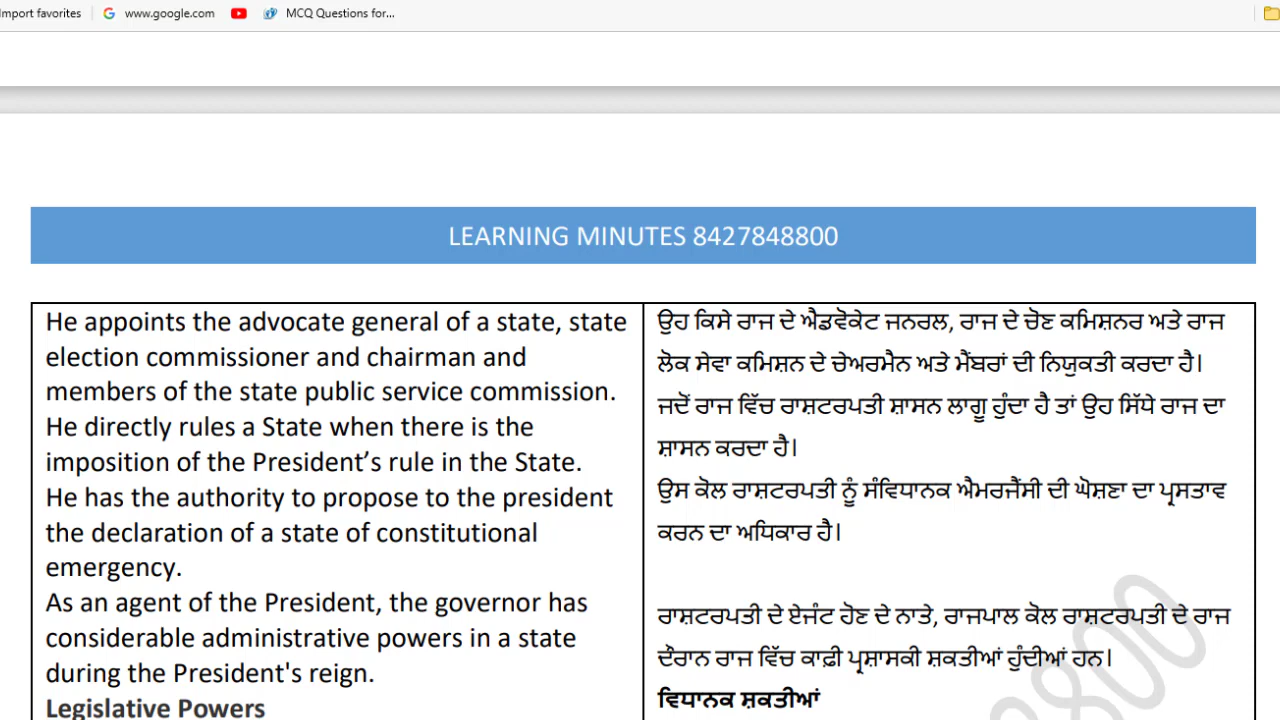 mport favorites
www.google.com
MCQ Questions for...
LEARNING MINUTES 8427848800
He appoints the advocate general of a state, state
election commissioner and chairman and
members of the state public service commission.
He directly rules a State when there is the
imposition of the President’s rule in the State.
He has the authority to propose to the president
the declaration of a state of constitutional
emergency.
As an agent of the President, the governor has
considerable administrative powers in a state
during the President's reign.
Legislative Powers
ਉਹ ਕਿਸੇ ਰਾਜ ਦੇ ਐਡਵੋਕੇਟ ਜਨਰਲ, ਰਾਜ ਦੇ ਚੋਣ ਕਮਿਸ਼ਨਰ ਅਤੇ ਰਾਜ
ਲੋਕ ਸੇਵਾ ਕਮਿਸ਼ਨ ਦੇ ਚੇਅਰਮੈਨ ਅਤੇ ਮੈਂਬਰਾਂ ਦੀ ਨਿਯੁਕਤੀ ਕਰਦਾ ਹੈ।
ਜਦੋਂ ਰਾਜ ਵਿੱਚ ਰਾਸ਼ਟਰਪਤੀ ਸ਼ਾਸਨ ਲਾਗੂ ਹੁੰਦਾ ਹੈ ਤਾਂ ਉਹ ਸਿੱਧੇ ਰਾਜ ਦਾ
ਸ਼ਾਸਨ ਕਰਦਾ ਹੈ।
ਉਸ ਕੋਲ ਰਾਸ਼ਟਰਪਤੀ ਨੂੰ ਸੰਵਿਧਾਨਕ ਐਮਰਜੈਂਸੀ ਦੀ ਘੋਸ਼ਣਾ ਦਾ ਪ੍ਰਸਤਾਵ
ਕਰਨ ਦਾ ਅਧਿਕਾਰ ਹੈ।
ਰਾਸ਼ਟਰਪਤੀ ਦੇ ਏਜੰਟ ਹੋਣ ਦੇ ਨਾਤੇ, ਰਾਜਪਾਲ ਕੋਲ ਰਾਸ਼ਟਰਪਤੀ ਦੇ ਰਾਜ
ਦੌਰਾਨ ਰਾਜ ਵਿੱਚ ਕਾਫ਼ੀ ਪ੍ਰਸ਼ਾਸਕੀ ਸ਼ਕਤੀਆਂ ਹੁੰਦੀਆਂ ਹਨ।
ਵਿਧਾਨਕ ਸ਼ਕਤੀਆਂ
8800